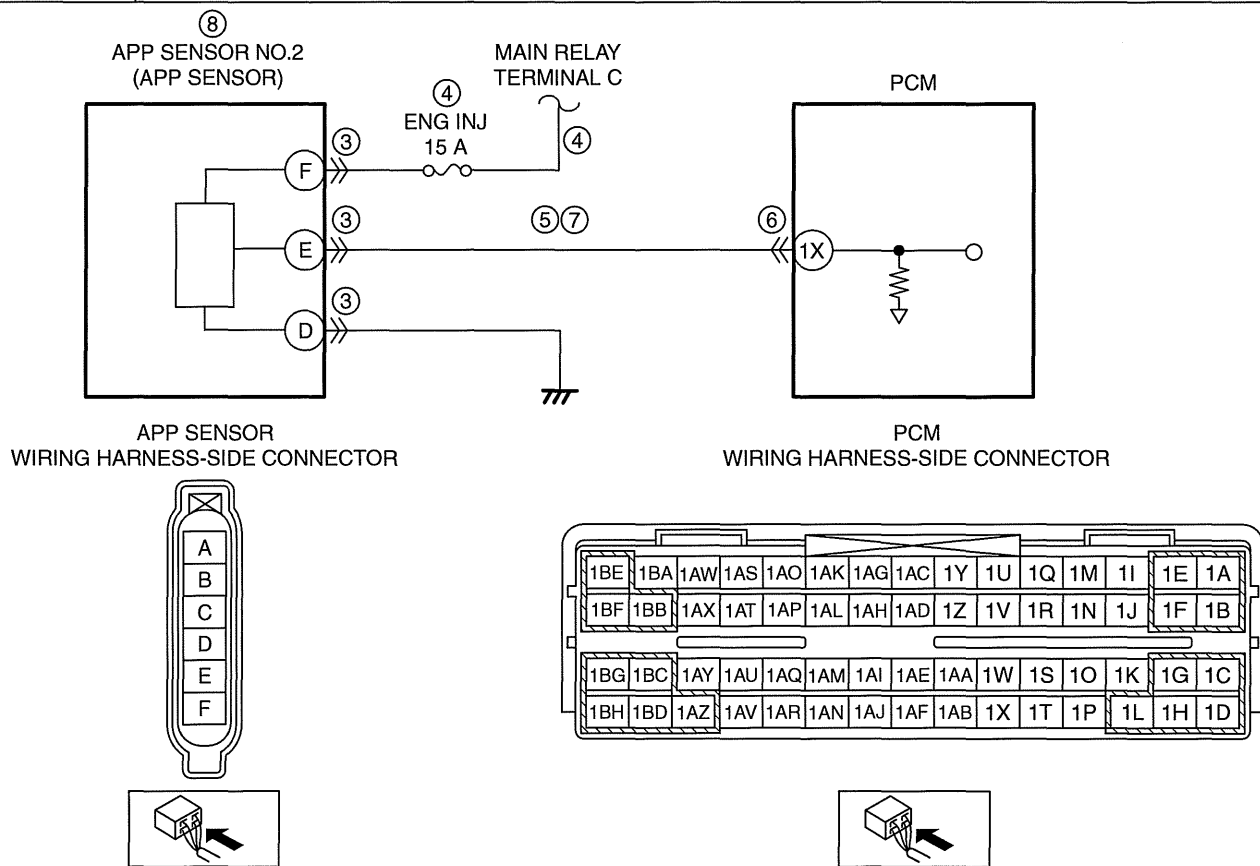 8
APP SENSOR NO.2
(APP SENSOR)
MAIN RELAY
TERMINAL C
PCM
4
ENG INJ
15 A
4
3
F
3
5 7
6
E
1X
3
D
APP SENSOR
WIRING HARNESS-SIDE CONNECTOR
PCM
WIRING HARNESS-SIDE CONNECTOR
A
B
C
D
E
F
1BE 1BA 1AW 1AS 1AO 1AK 1AG 1AC 1Y 1U 1Q 1M 1I 1E 1A
1BF 1BB 1AX 1AT 1AP 1AL 1AH 1AD 1Z 1V 1R 1N 1J 1F 1B
1BG 1BC 1AY 1AU 1AQ 1AM 1AI 1AE 1AA 1W 1S 1O 1K 1G 1C
1BH 1BD 1AZ 1AV 1AR 1AN 1AJ 1AF 1AB 1X 1T 1P 1L 1H 1D